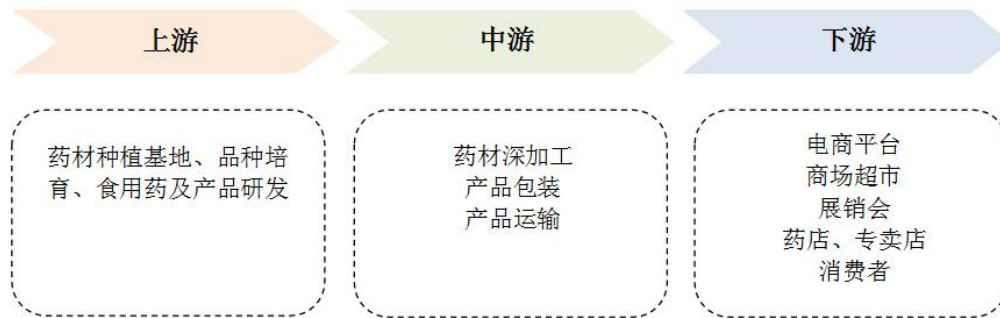 上游
中游
下游
药材种植基地、品种培
育、食用药及产品研发
药材深加工
产品包装
产品运输
电商平台
商场超市
展销会
药店、专卖店
消费者